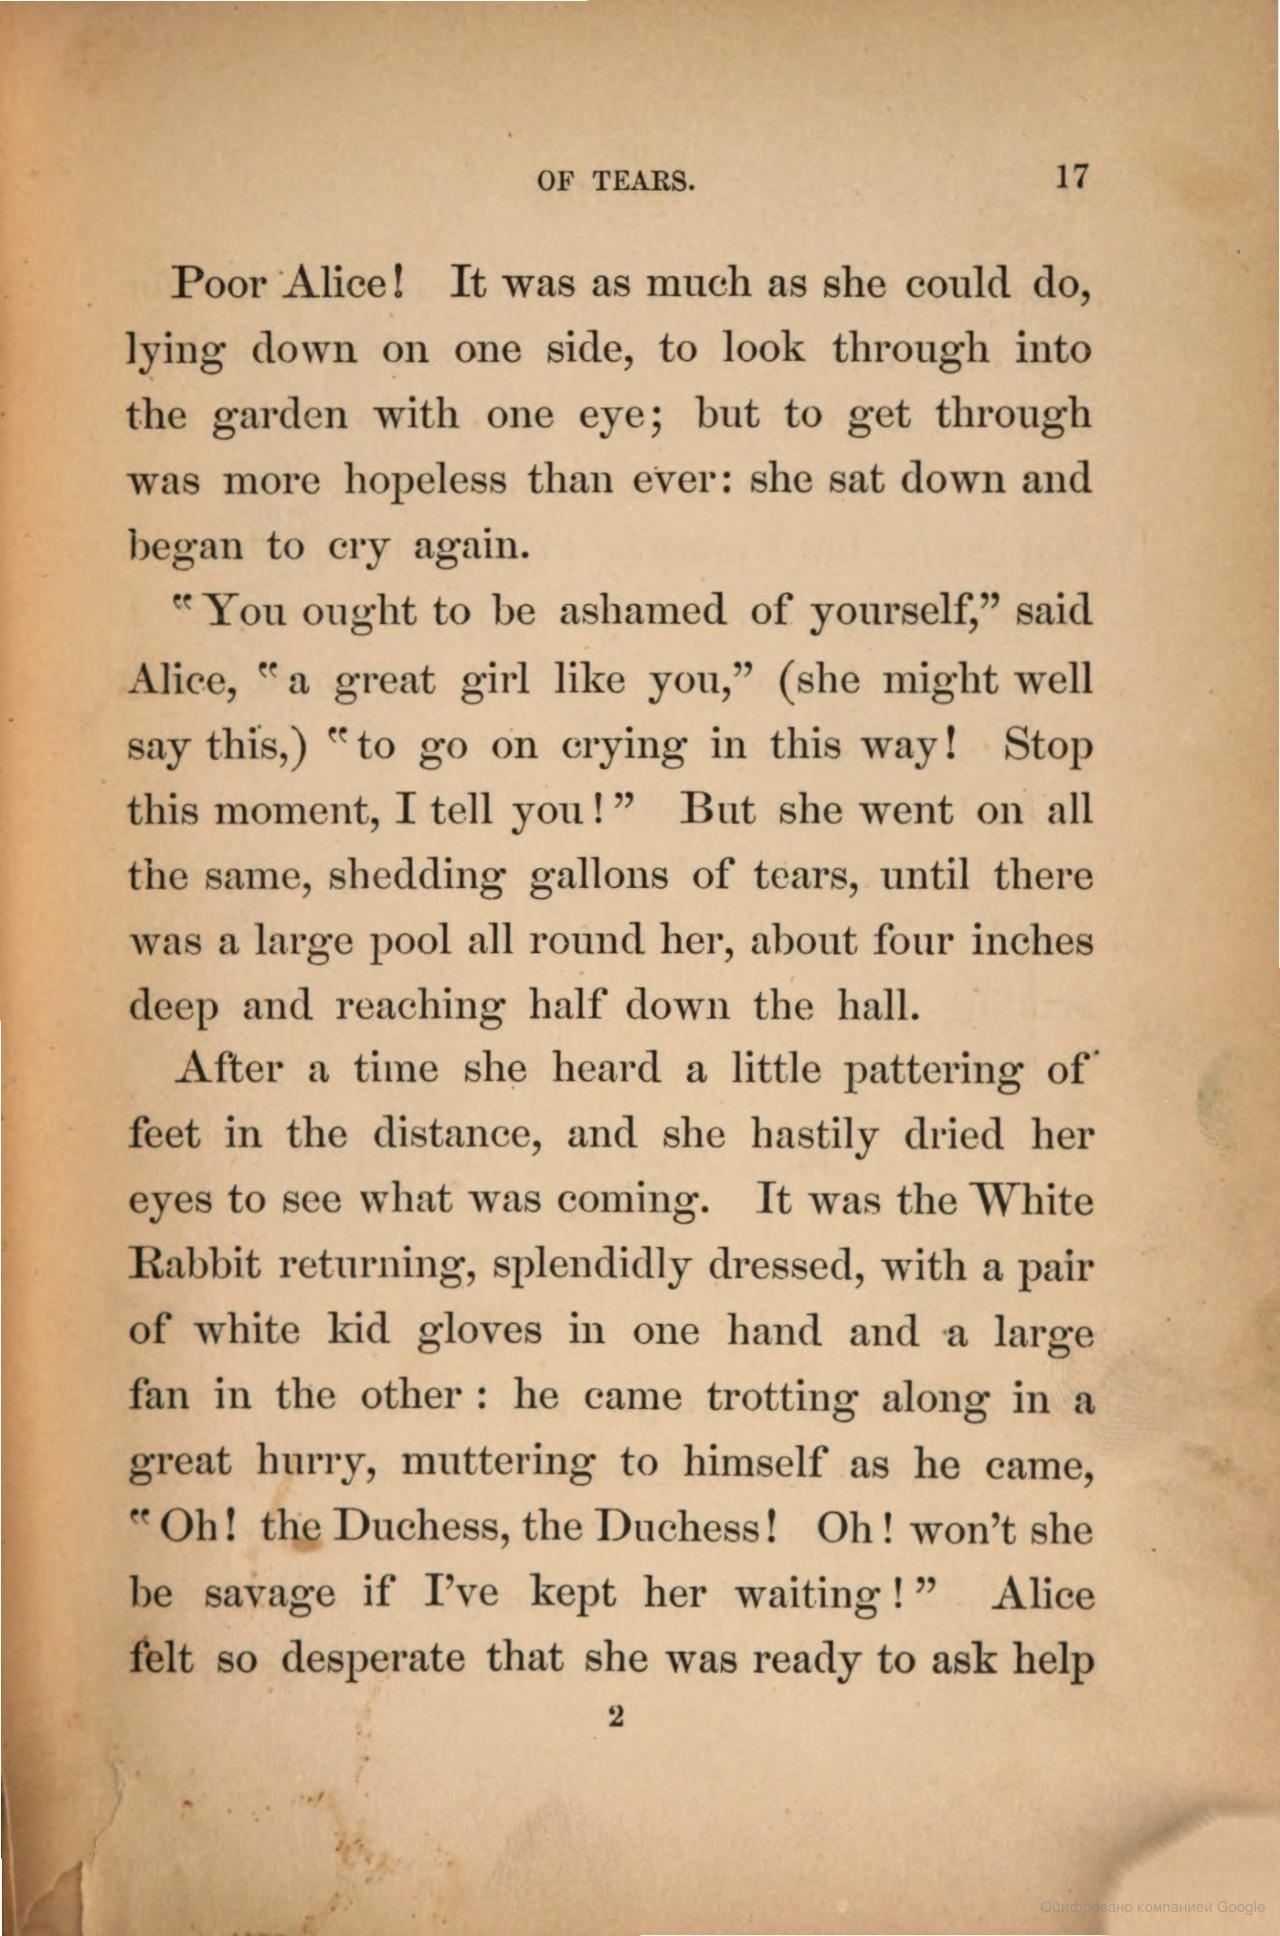 OF TEARS. 17
Poor Alice! It was as much as she could do,
lying down on one side, to look through into
the garden with one eye; but to get through
was more hopeless than ever: she sat down and
began to cry again.
“You ought to be ashamed of yourself,” said
Alice, “a great girl like you,” (she might well
say this,) “to go on crying in this way! Stop
this moment, I tell you!” But she went on all
the same, shedding gallons of tears, until there
was a large pool all round her, about four inches
deep and reaching half down the hall.
After a time she heard a little pattering of
feet in the distance, and she hastily dried her
eyes to see what was coming. It was the White
Rabbit returning, splendidly dressed, with a pair
of white kid gloves in one hand and a large
fan in the other : he came trotting along in a
great hurry, muttering to himself as he came,
“Oh! the Duchess, the Duchess! Oh! won’t she
be savage if I’ve kept her waiting!” Alice
felt so desperate that she was ready to ask help
2
Оцифровано компанией Google